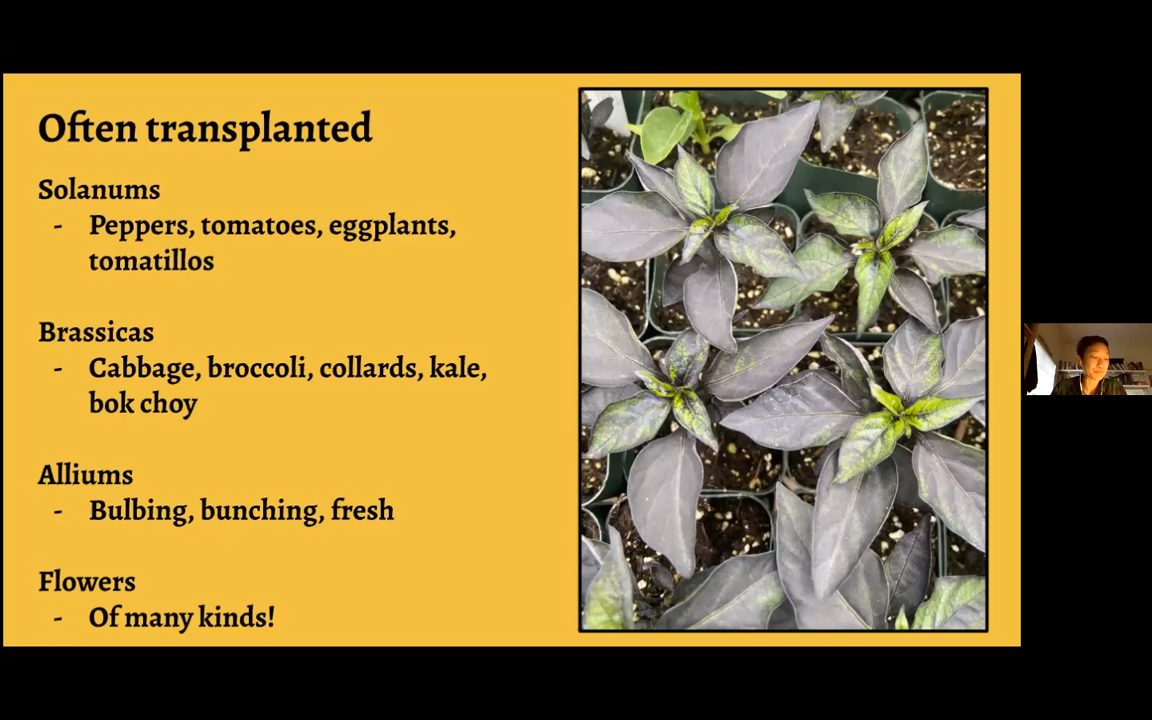 Often transplanted
Solanums
- Peppers, tomatoes, eggplants,
tomatillos
Brassicas
- Cabbage, broccoli, collards, kale,
bok choy
Alliums
- Bulbing, bunching, fresh
Flowers
- Of many kinds!